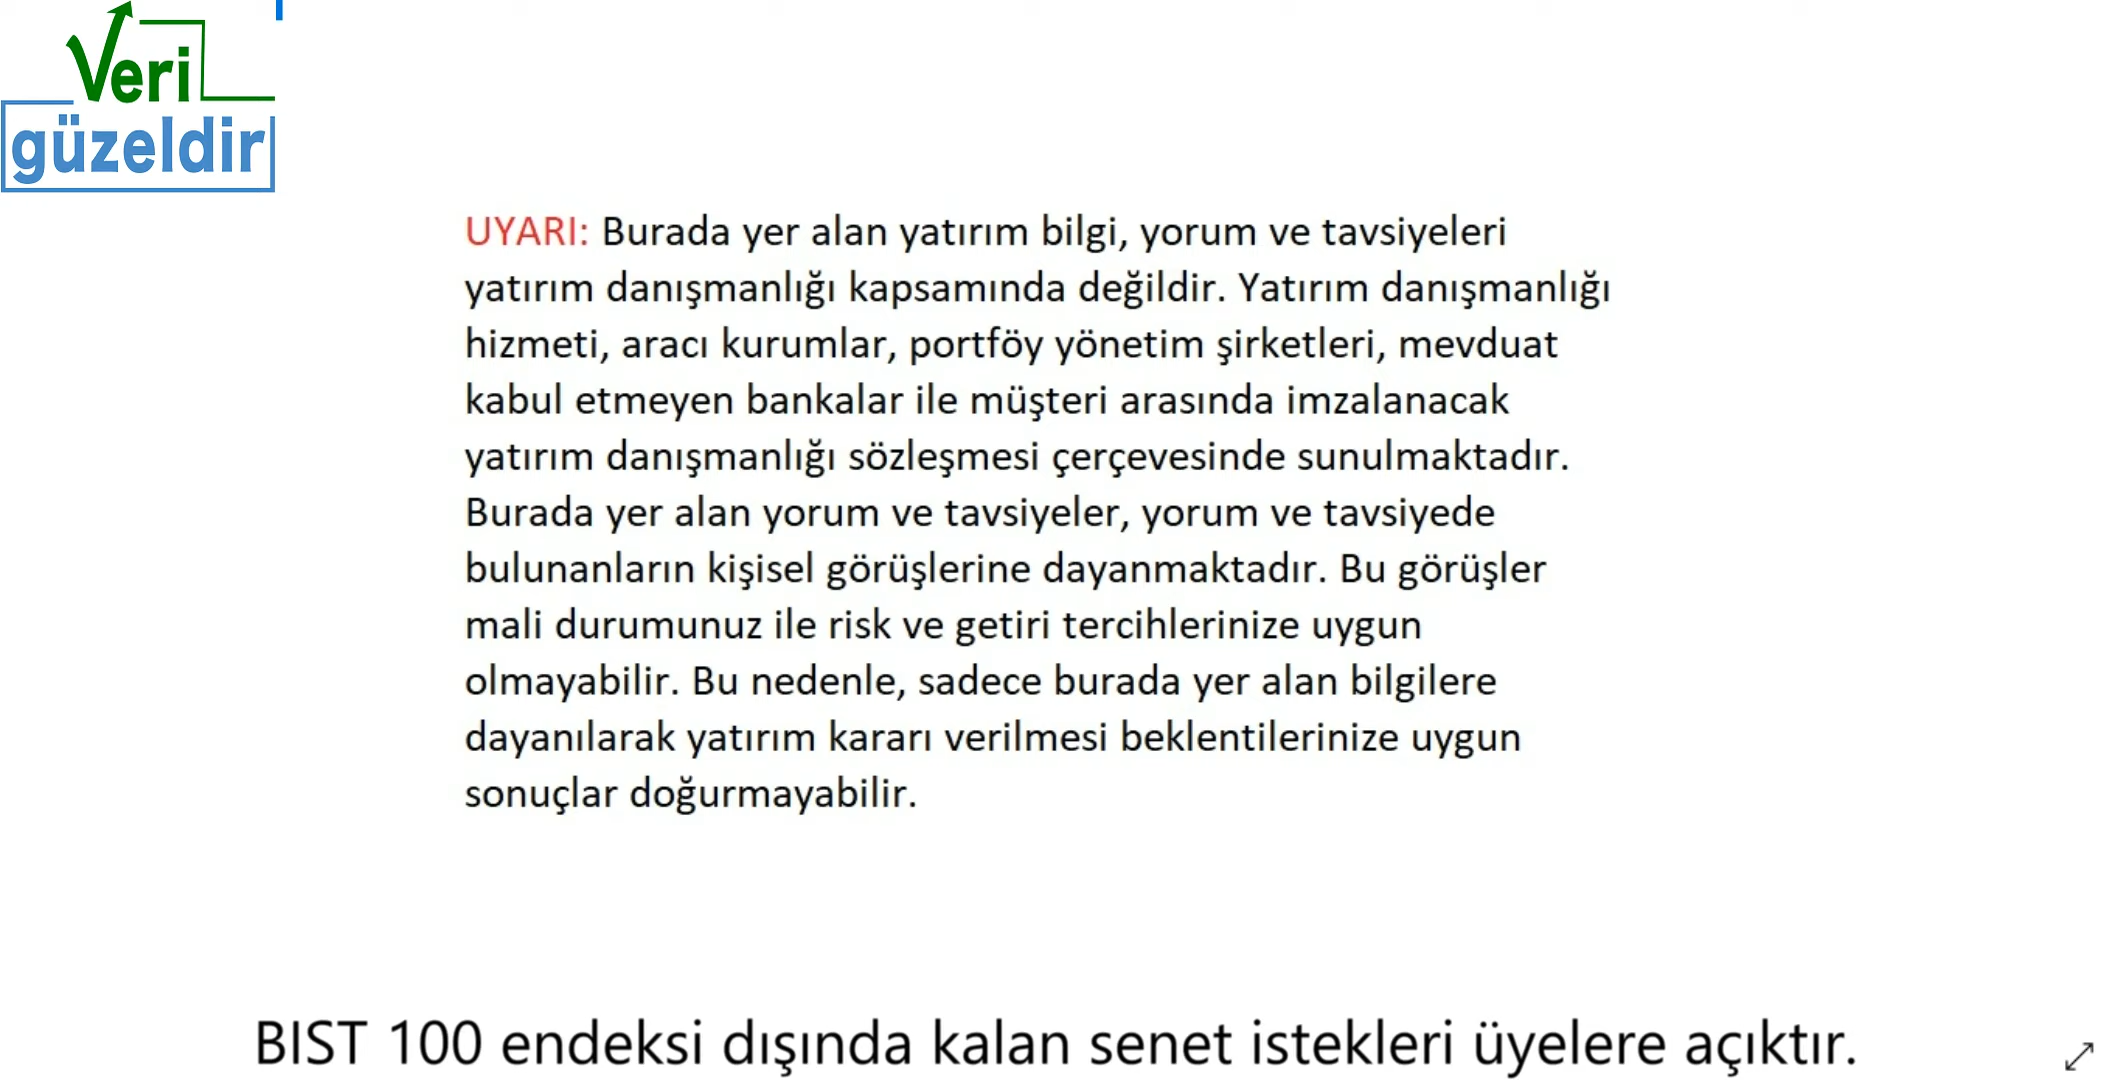 Veri
güzeldir
UYARI: Burada yer alan yatırım bilgi, yorum ve tavsiyeleri
yatırım danışmanlığı kapsamında değildir. Yatırım danışmanlığı
hizmeti, aracı kurumlar, portföy yönetim şirketleri, mevduat
kabul etmeyen bankalar ile müşteri arasında imzalanacak
yatırım danışmanlığı sözleşmesi çerçevesinde sunulmaktadır.
Burada yer alan yorum ve tavsiyeler, yorum ve tavsiyede
bulunanların kişisel görüşlerine dayanmaktadır. Bu görüşler
mali durumunuz ile risk ve getiri tercihlerinize uygun
olmayabilir. Bu nedenle, sadece burada yer alan bilgilere
dayanılarak yatırım kararı verilmesi beklentilerinize uygun
sonuçlar doğurmayabilir.
BIST 100 endeksi dışında kalan senet istekleri üyelere açıktır.